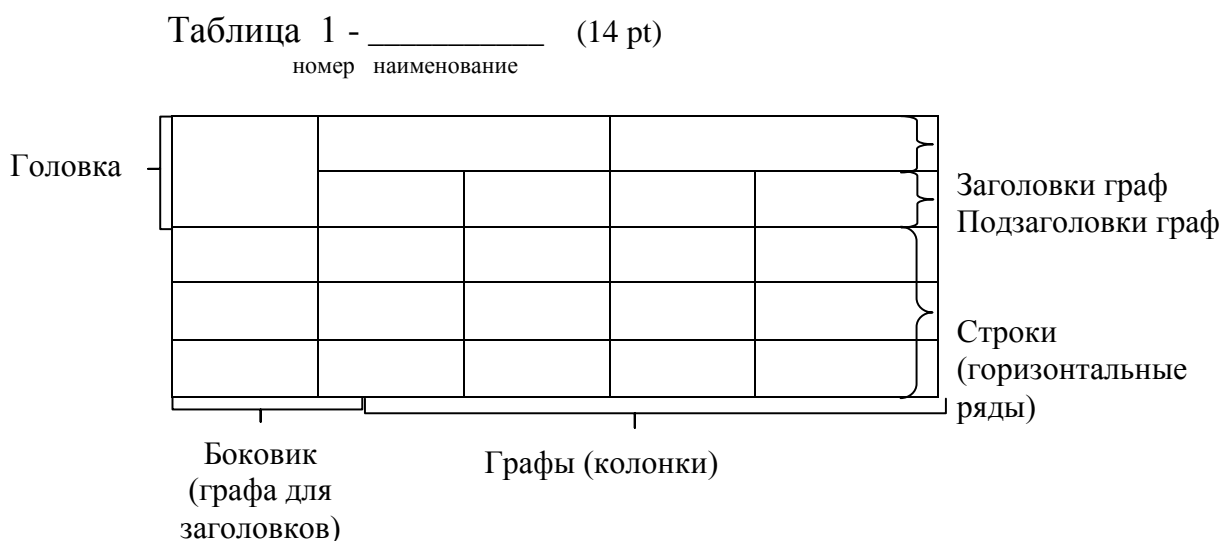 Таблица 1 - ___________ (14 pt)
номер наименование
Головка
Заголовки граф
Подзаголовки граф
Строки
(горизонтальные
ряды)
Боковик
(графа для
заголовков)
Графы (колонки)